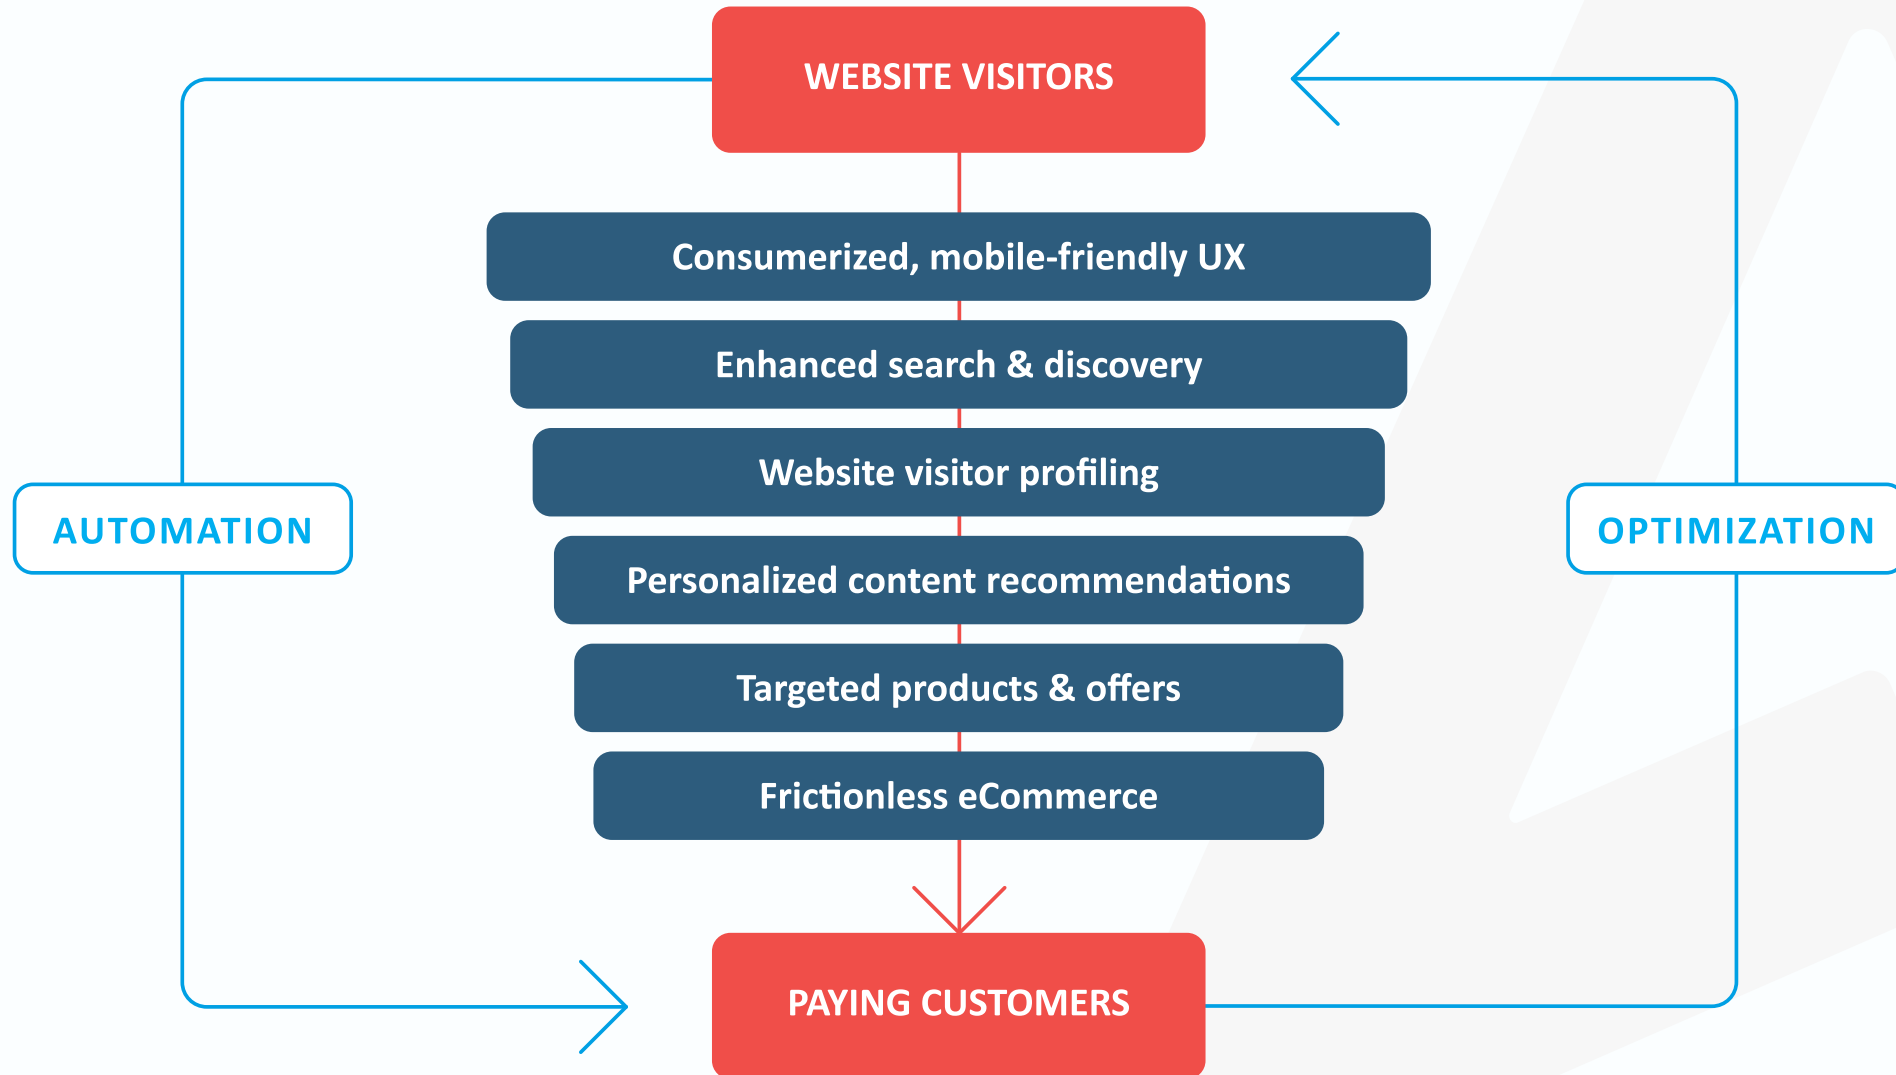 WEBSITE VISITORS
Consumerized, mobile-friendly UX
Enhanced search & discovery
Website visitor profiling
AUTOMATION
OPTIMIZATION
Personalized content recommendations
Targeted products & offers
Frictionless eCommerce
PAYING CUSTOMERS